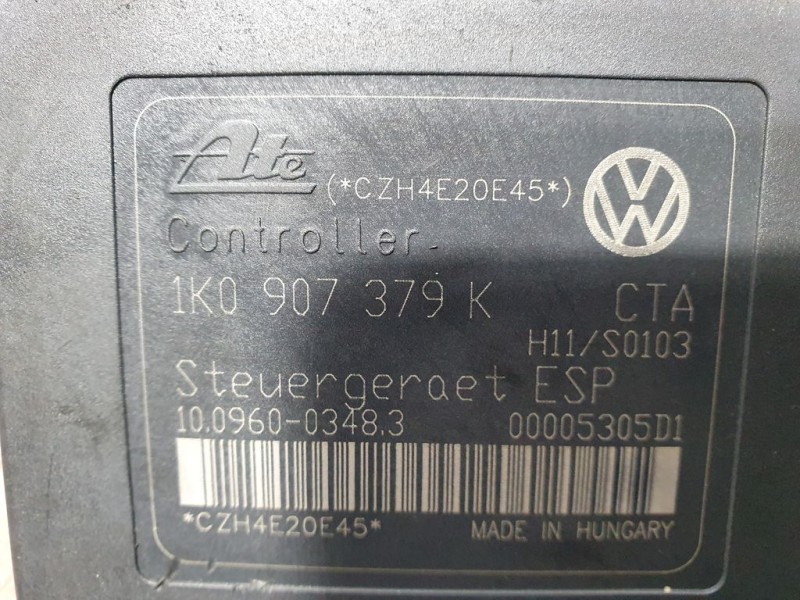 Ate (*CZH4E20E45*)
Controller
1K0 907 379 K CTA
H11/S0103
Steuergeraet ESP
10.0960-0348.3 00005305D1
*CZH4E20E45* MADE IN HUNGARY